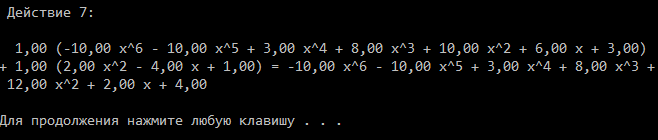 Действие 7:
1,00 (-10,00 x^6 - 10,00 x^5 + 3,00 x^4 + 8,00 x^3 + 10,00 x^2 + 6,00 x + 3,00)
+ 1,00 (2,00 x^2 - 4,00 x + 1,00) = -10,00 x^6 - 10,00 x^5 + 3,00 x^4 + 8,00 x^3 +
12,00 x^2 + 2,00 x + 4,00
Для продолжения нажмите любую клавишу . . .